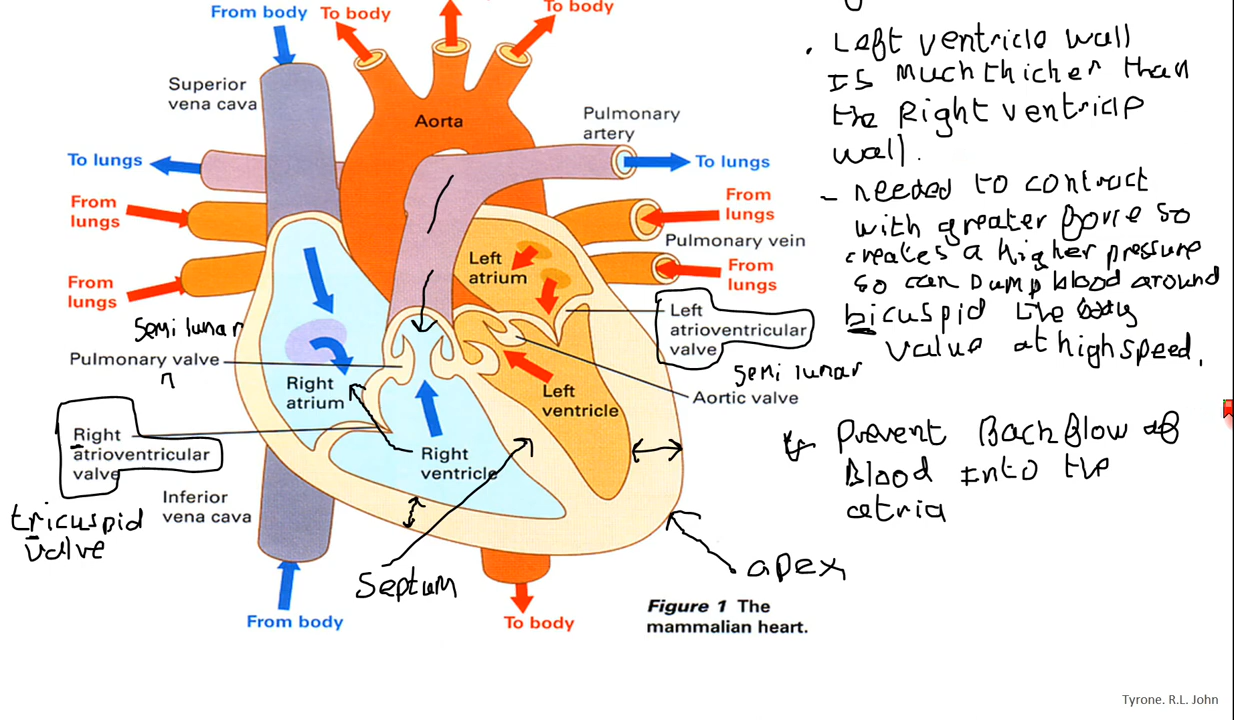 From body
To body
To body
Superior
vena cava
Aorta
Pulmonary
artery
To lungs
To lungs
From
lungs
From
lungs
Pulmonary vein
From
lungs
From
lungs
Left
atrium
Semi lunar
Pulmonary valve
Left
atrioventricular
valve
Semi lunar
Aortic valve
Right
atrium
Left
ventricle
Right
atrioventricular
valve
Right
ventricle
tricuspid
valve
Inferior
vena cava
Septum
apex
From body
To body
Figure 1 The
mammalian heart.
. Left ventricle wall
Is much thicker than
the Right ventricle
wall.
- needed to contract
with greater force so
creates a higher pressure
so can pump blood around
bicuspid the body
valve at high speed.
Prevent Backflow of
Blood Into the
atria
Tyrone. R.L. John